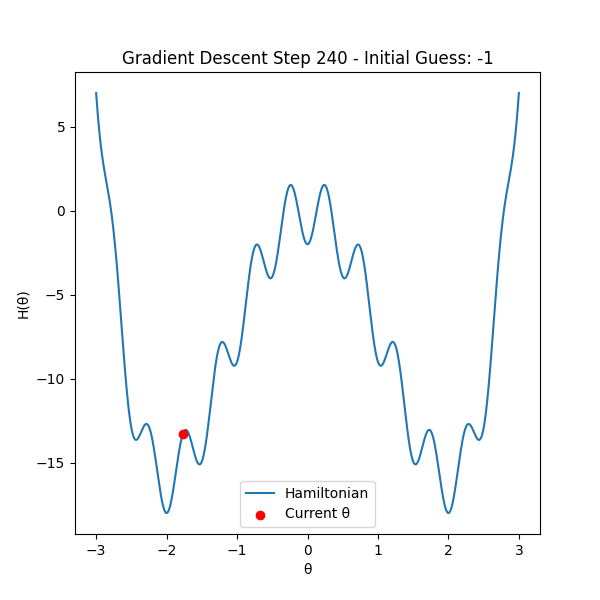 Gradient Descent Step 240 - Initial Guess: -1
H(θ)
5
0
−5
−10
−15
Hamiltonian
Current θ
−3
−2
−1
0
1
2
3
θ